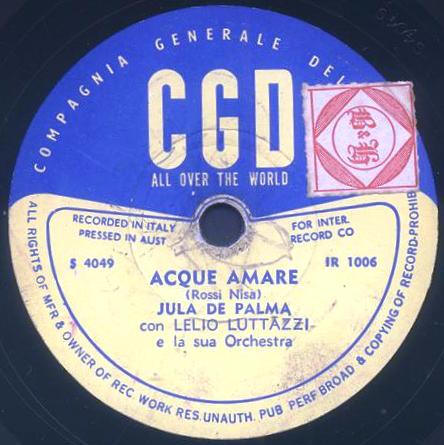 COMPAGNIA GENERALE DEL
CGD
ALL OVER THE WORLD
B&H
RECORDED IN ITALY
PRESSED IN AUST
FOR INTER.
RECORD CO
S 4049
IR 1006
ACQUE AMARE
(Rossi Nisa)
JULA DE PALMA
con LELIO LUTTAZZI
e la sua Orchestra
ALL RIGHTS OF MFR & OWNER OF REC. WORK RES. UNAUTH. PUB PERF BROAD & COPYING OF RECORD-PROHIB